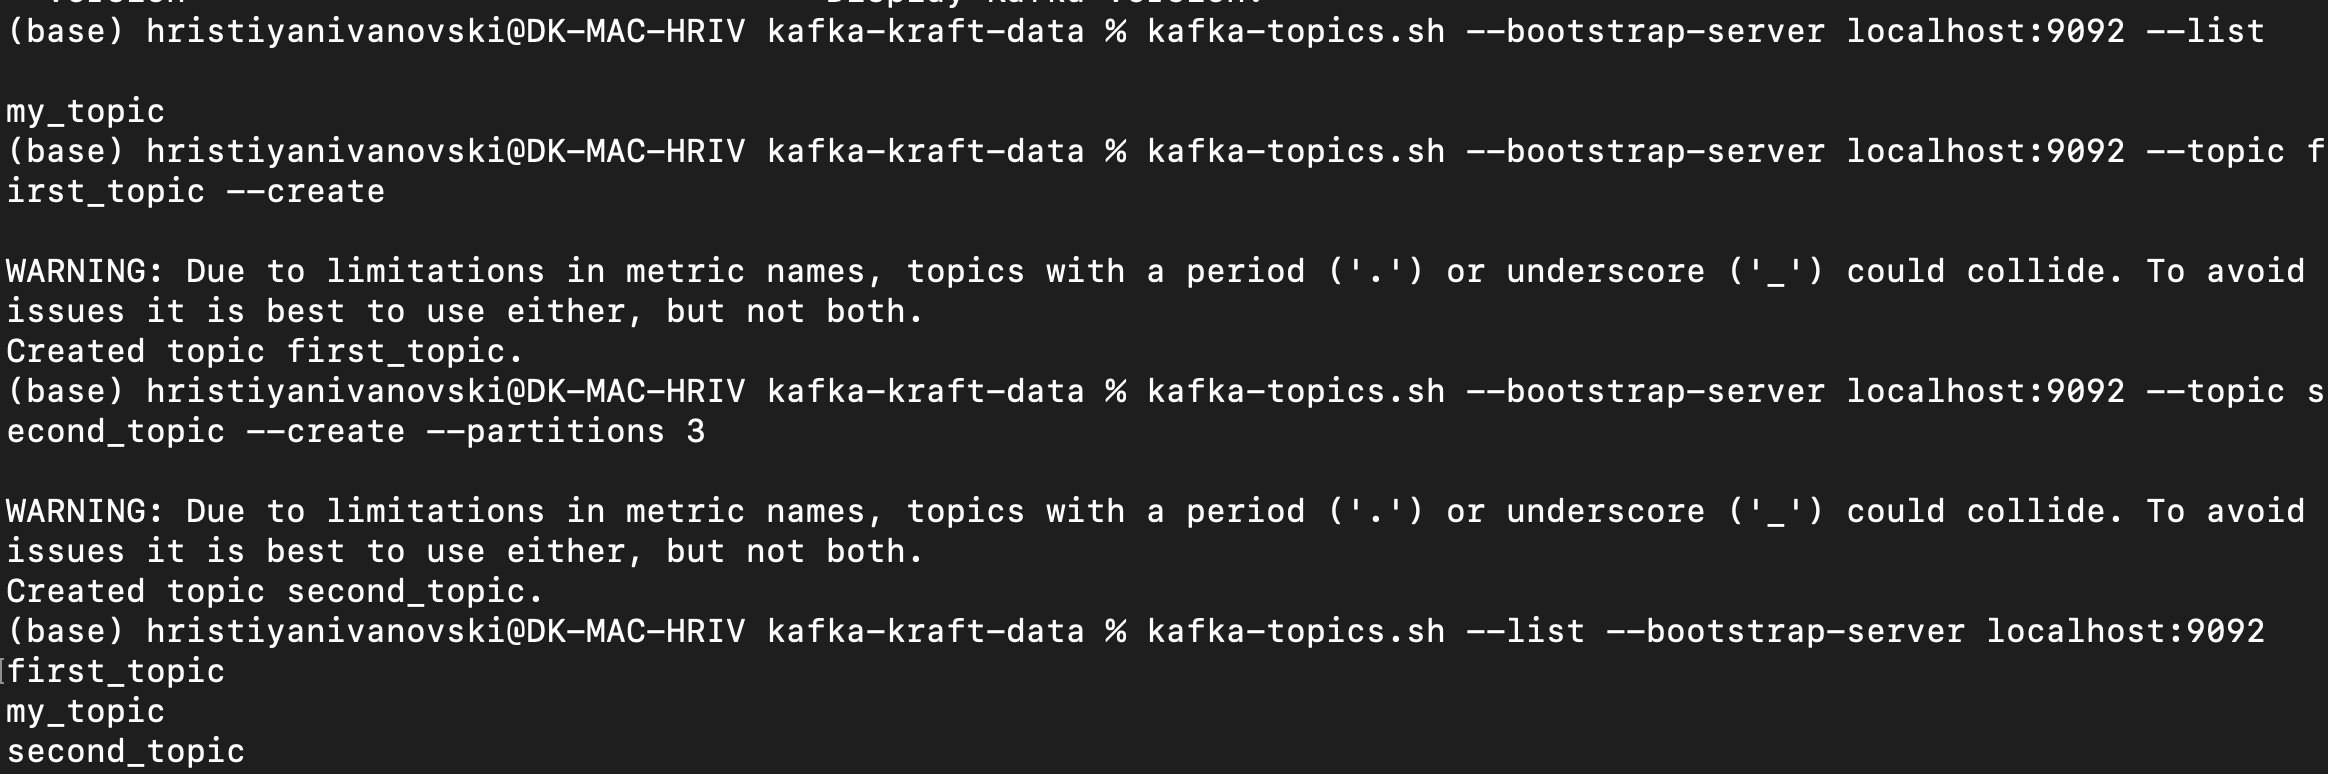 version Display Kafka version.
(base) hristiyanivanovski@DK-MAC-HRIV kafka-kraft-data % kafka-topics.sh --bootstrap-server localhost:9092 --list
my_topic
(base) hristiyanivanovski@DK-MAC-HRIV kafka-kraft-data % kafka-topics.sh --bootstrap-server localhost:9092 --topic f
irst_topic --create
WARNING: Due to limitations in metric names, topics with a period ('.') or underscore ('_') could collide. To avoid
issues it is best to use either, but not both.
Created topic first_topic.
(base) hristiyanivanovski@DK-MAC-HRIV kafka-kraft-data % kafka-topics.sh --bootstrap-server localhost:9092 --topic s
econd_topic --create --partitions 3
WARNING: Due to limitations in metric names, topics with a period ('.') or underscore ('_') could collide. To avoid
issues it is best to use either, but not both.
Created topic second_topic.
(base) hristiyanivanovski@DK-MAC-HRIV kafka-kraft-data % kafka-topics.sh --list --bootstrap-server localhost:9092
first_topic
my_topic
second_topic